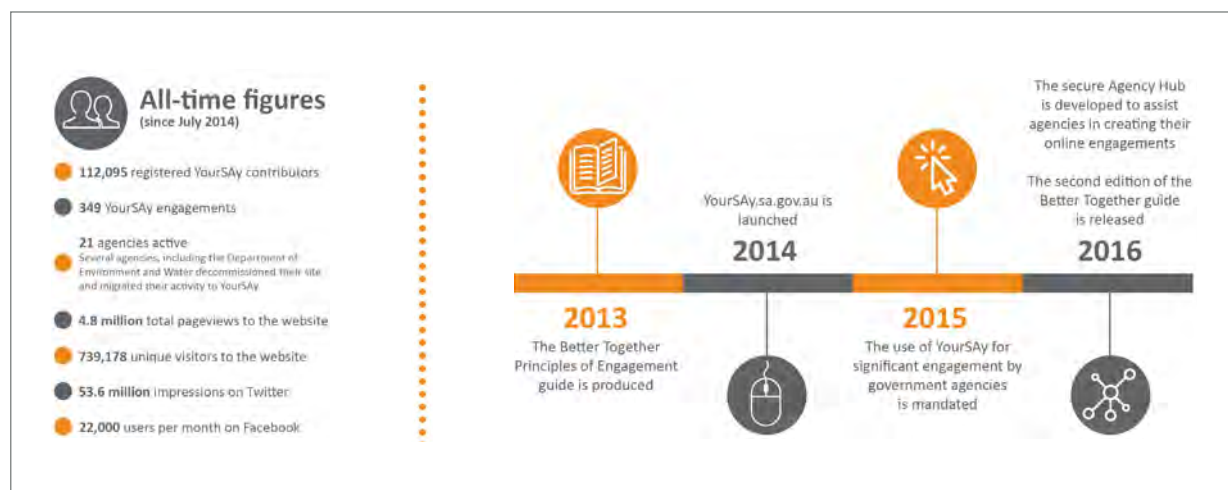 All-time figures
(since July 2014)
112,095 registered YourSAy contributors
349 YourSAy engagements
21 agencies active
Several agencies, including the Department of
Environment and Water decommissioned their site
and migrated their activity to YourSAy
4.8 million total pageviews to the website
739,178 unique visitors to the website
53.6 million impressions on Twitter
22,000 users per month on Facebook
2013
The Better Together
Principles of Engagement
guide is produced
YourSAy.sa.gov.au is
launched
2014
2015
The use of YourSAy for
significant engagement by
government agencies
is mandated
The secure Agency Hub
is developed to assist
agencies in creating their
online engagements
The second edition of the
Better Together guide
is released
2016